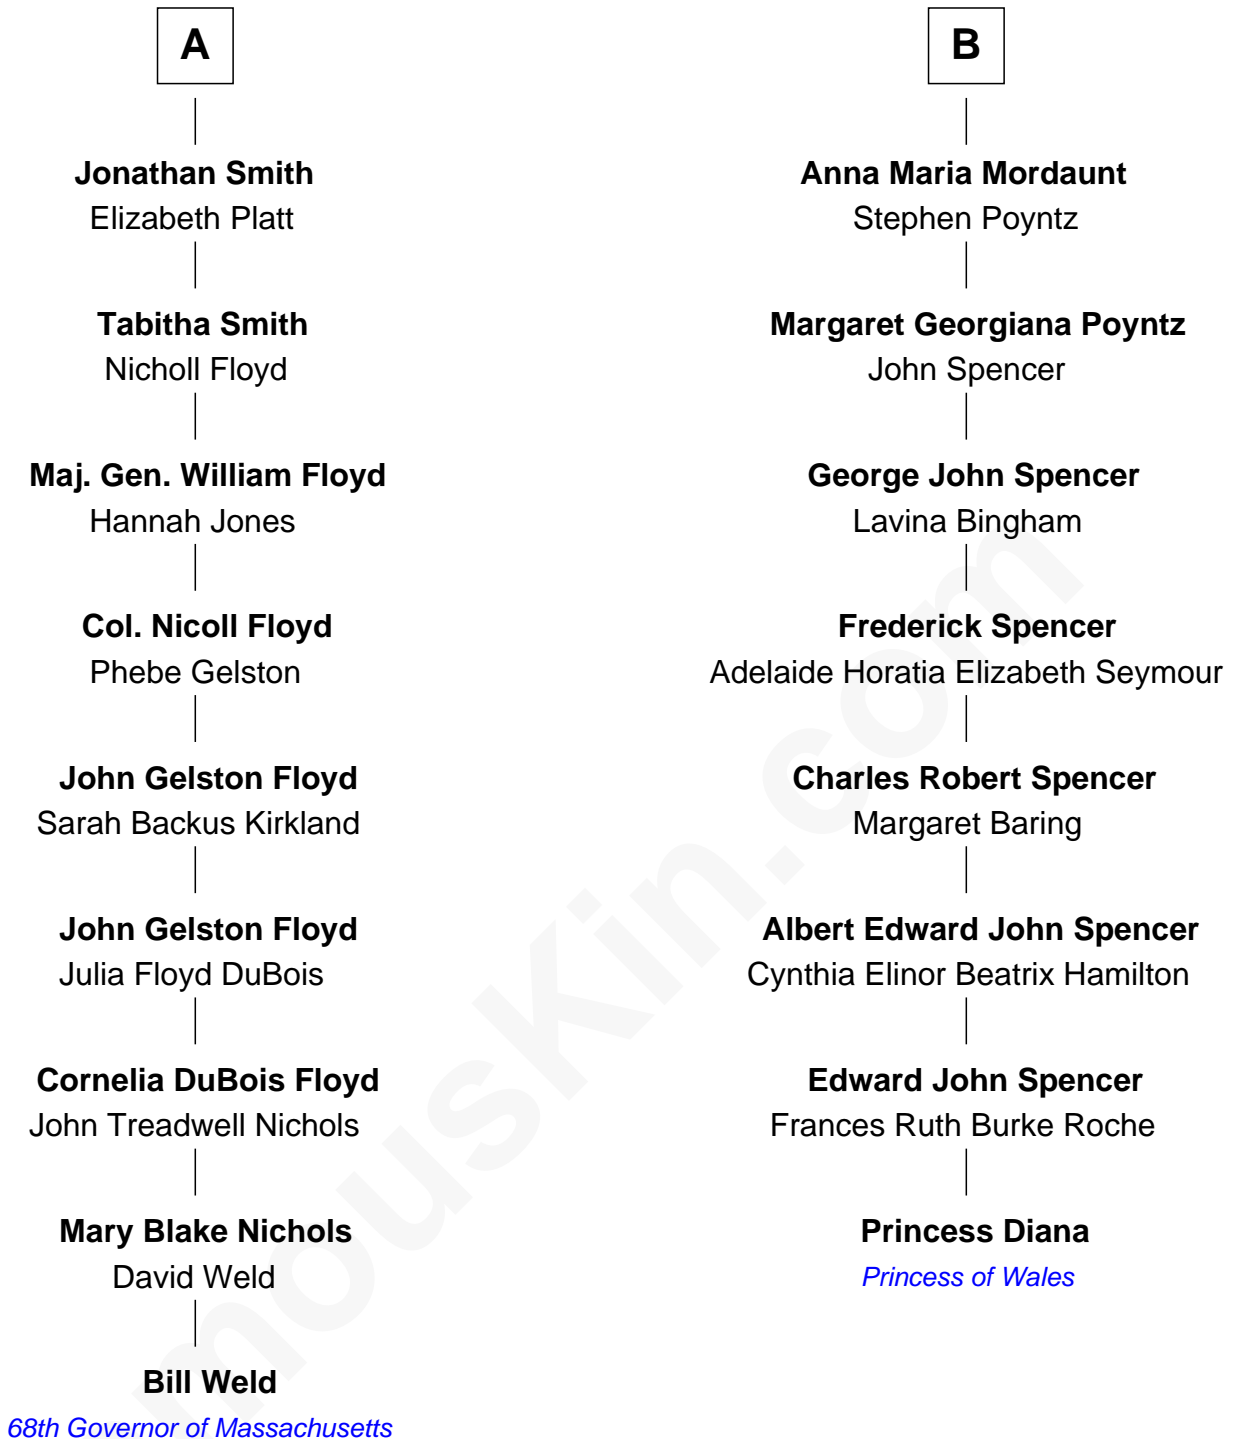 A
Jonathan Smith
Elizabeth Platt
Tabitha Smith
Nicholl Floyd
Maj. Gen. William Floyd
Hannah Jones
Col. Nicoll Floyd
Phebe Gelston
John Gelston Floyd
Sarah Backus Kirkland
John Gelston Floyd
Julia Floyd DuBois
Cornelia DuBois Floyd
John Treadwell Nichols
Mary Blake Nichols
David Weld
Bill Weld
68th Governor of Massachusetts
B
Anna Maria Mordaunt
Stephen Poyntz
Margaret Georgiana Poyntz
John Spencer
George John Spencer
Lavina Bingham
Frederick Spencer
Adelaide Horatia Elizabeth Seymour
Charles Robert Spencer
Margaret Baring
Albert Edward John Spencer
Cynthia Elinor Beatrix Hamilton
Edward John Spencer
Frances Ruth Burke Roche
Princess Diana
Princess of Wales
mousKin.com